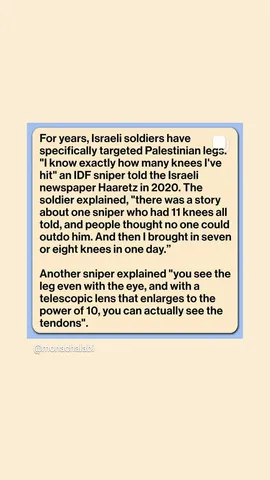 For years, Israeli soldiers have
specifically targeted Palestinian legs.
"I know exactly how many knees I've
hit" an IDF sniper told the Israeli
newspaper Haaretz in 2020. The
soldier explained, "there was a story
about one sniper who had 11 knees all
told, and people thought no one could
outdo him. And then I brought in seven
or eight knees in one day.”
Another sniper explained "you see the
leg even with the eye, and with a
telescopic lens that enlarges to the
power of 10, you can actually see the
tendons".
@monachalabi